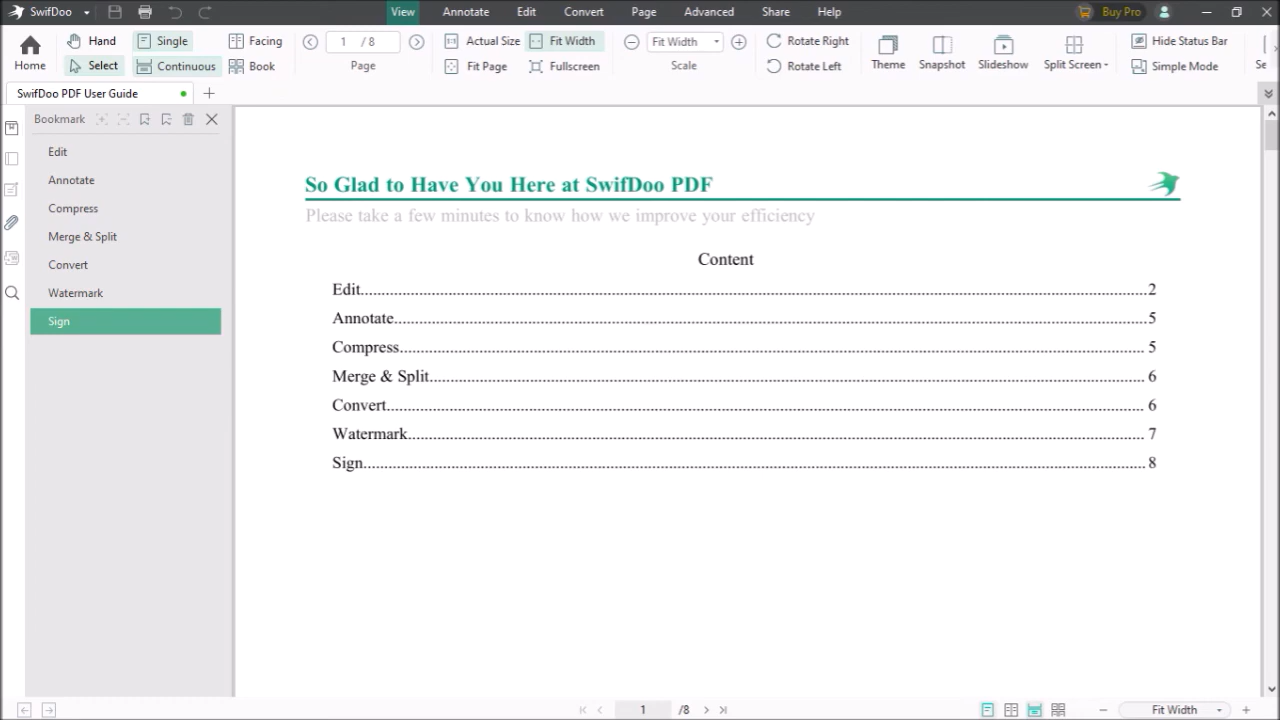 SwifDoo View Annotate Edit Convert Page Advanced Share Help Buy Pro
Hand Single Facing 1 / 8 Actual Size Fit Width Fit Width Rotate Right Hide Status Bar
Home Select Continuous Book Page Fit Page Fullscreen Scale Rotate Left Theme Snapshot Slideshow Split Screen Simple Mode Se
SwifDoo PDF User Guide
Bookmark
Edit
Annotate
Compress
Merge & Split
Convert
Watermark
Sign
So Glad to Have You Here at SwifDoo PDF
Please take a few minutes to know how we improve your efficiency
Content
Edit........................................2
Annotate........................................5
Compress........................................ 5
Merge & Split........................................ 6
Convert........................................ 6
Watermark........................................ 7
Sign........................................ 8
1 /8 Fit Width